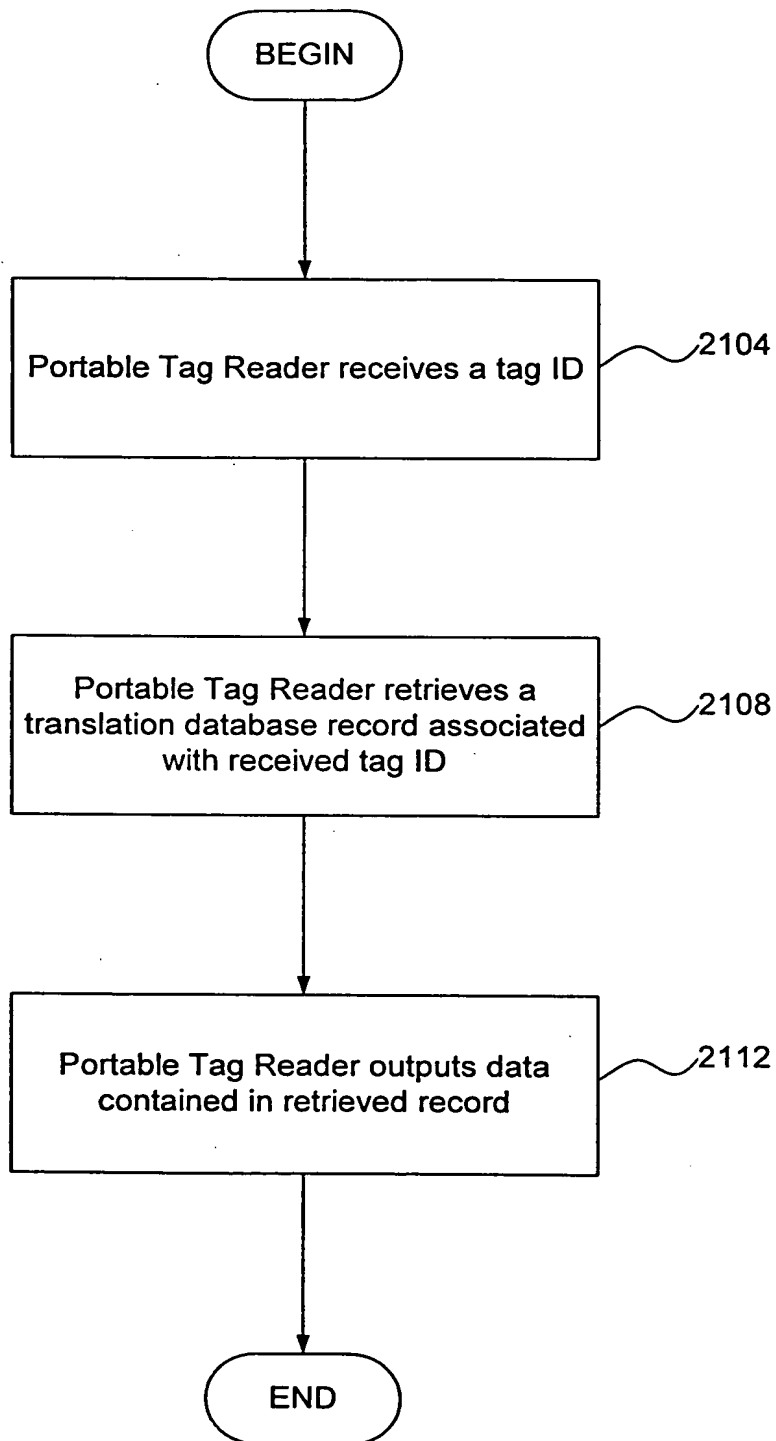 BEGIN
Portable Tag Reader receives a tag ID
2104
Portable Tag Reader retrieves a
translation database record associated
with received tag ID
2108
Portable Tag Reader outputs data
contained in retrieved record
2112
END